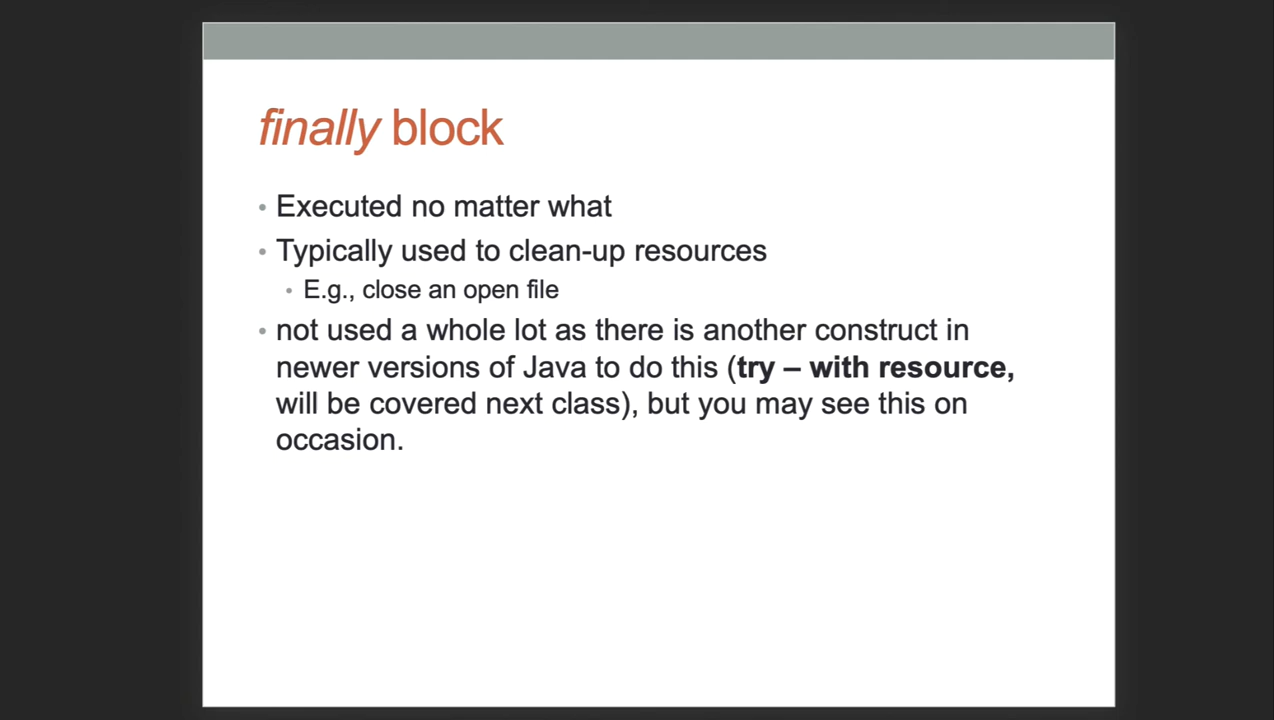 finally block
• Executed no matter what
• Typically used to clean-up resources
• E.g., close an open file
• not used a whole lot as there is another construct in
newer versions of Java to do this (try – with resource,
will be covered next class), but you may see this on
occasion.